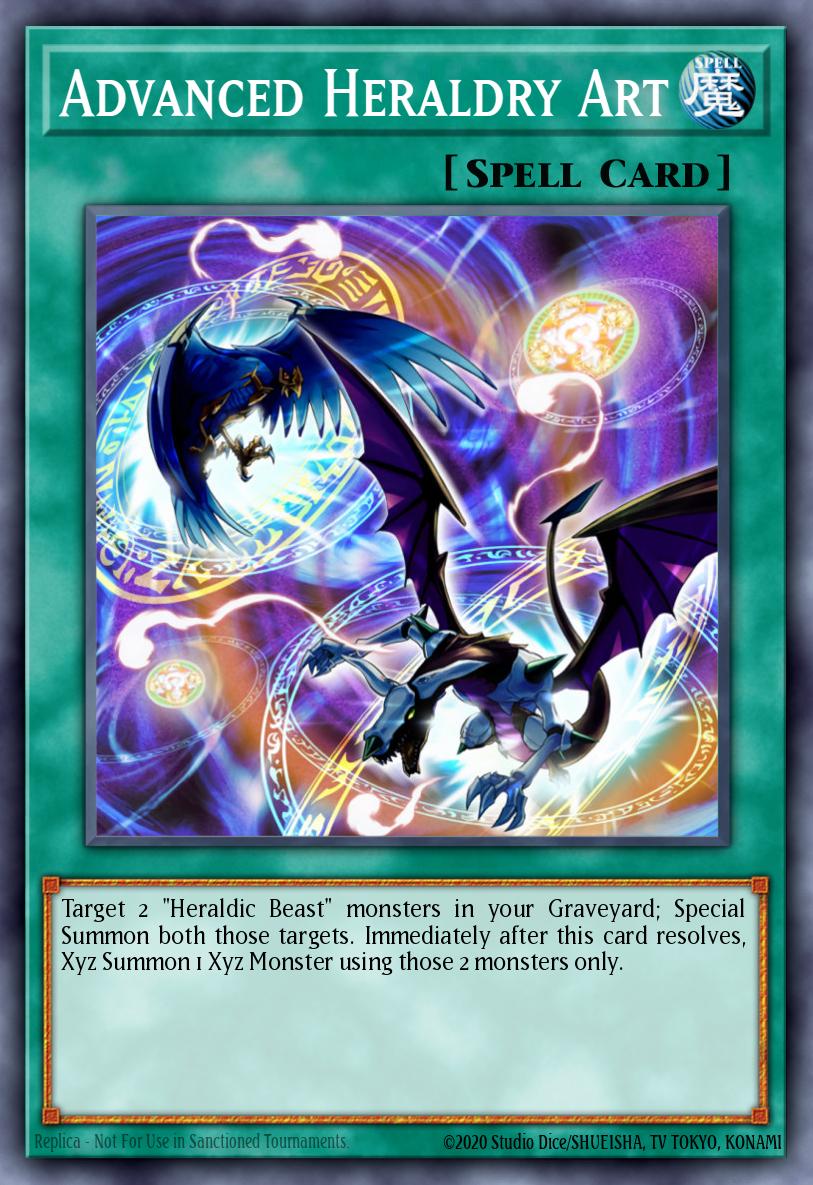 Advanced Heraldry Art
SPELL
魔
[ Spell Card ]
Target 2 "Heraldic Beast" monsters in your Graveyard; Special
Summon both those targets. Immediately after this card resolves,
Xyz Summon 1 Xyz Monster using those 2 monsters only.
Replica - Not For Use in Sanctioned Tournaments.
©2020 Studio Dice/SHUEISHA, TV TOKYO, KONAMI